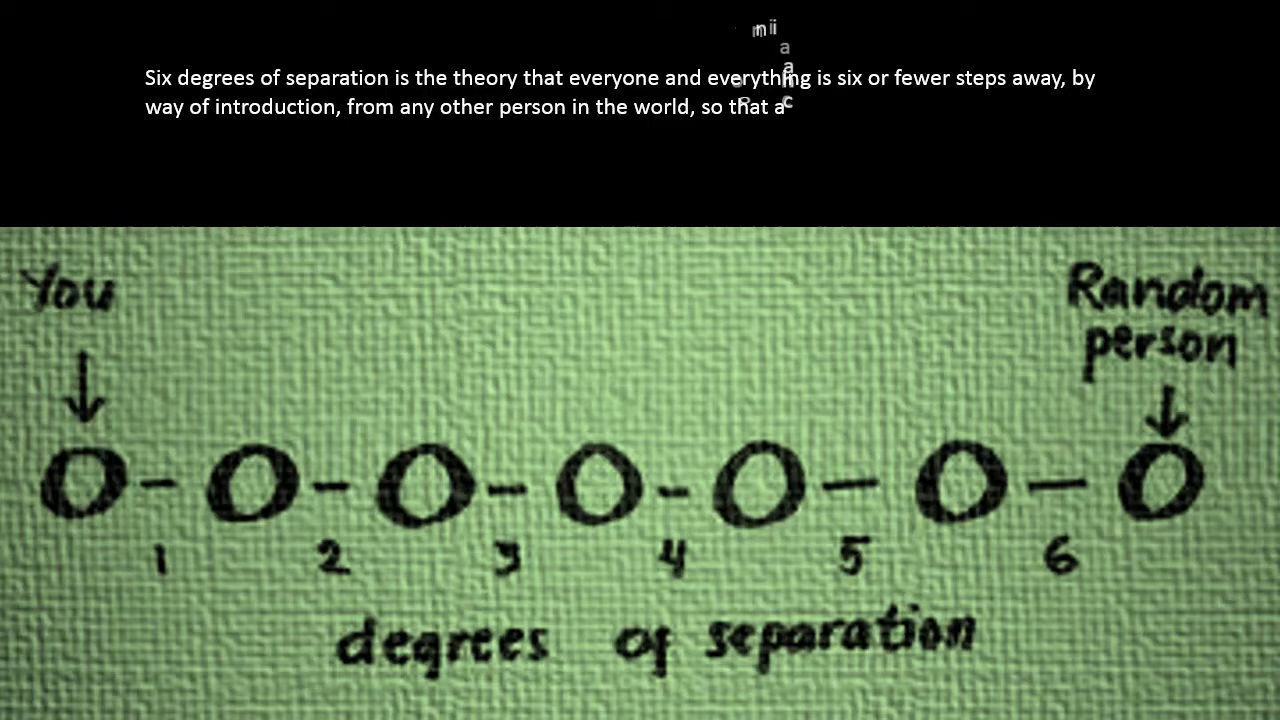 Six degrees of separation is the theory that everyone and everything is six or fewer steps away, by
way of introduction, from any other person in the world, so that a
You
Random
person
1 2 3 4 5 6
degrees of separation